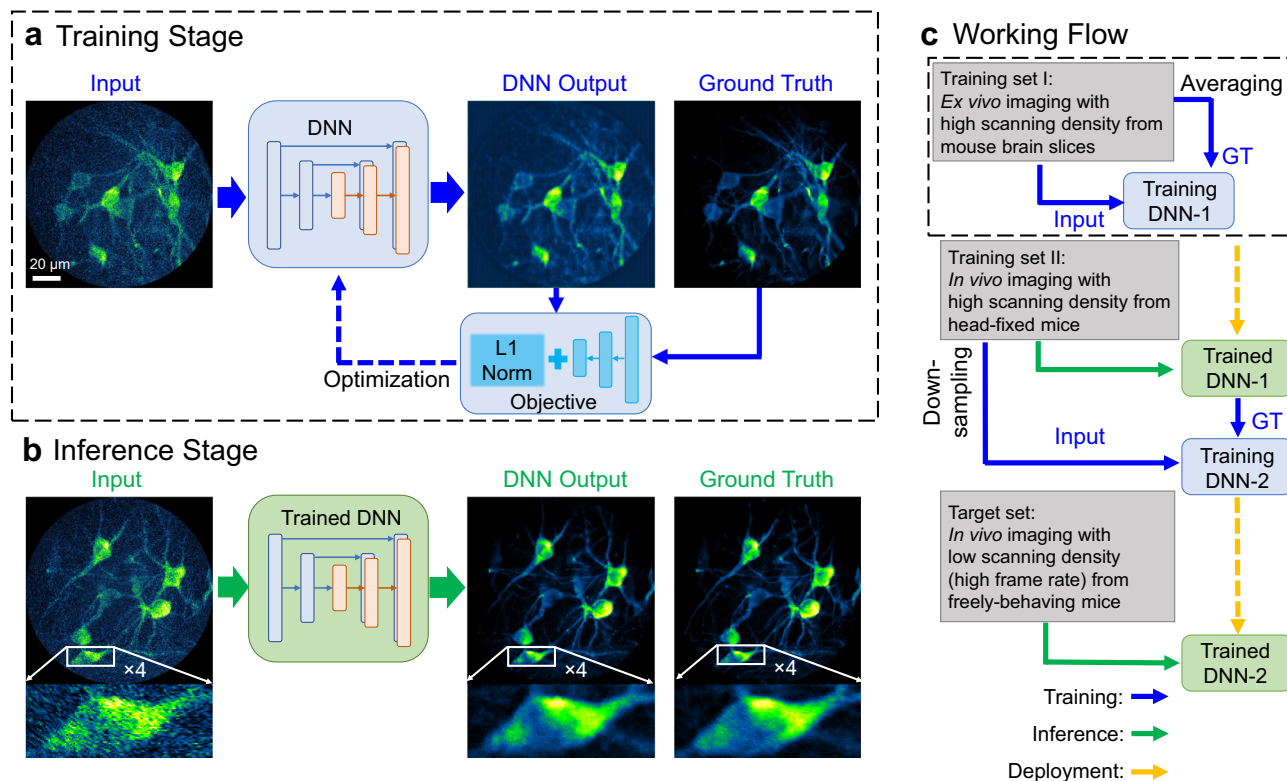 a Training Stage
Input
DNN Output
Ground Truth
DNN
20 μm
L1
Norm
Objective
Optimization
b Inference Stage
Input
DNN Output
Ground Truth
Trained DNN
×4
×4
×4
c Working Flow
Training set I:
Ex vivo imaging with
high scanning density from
mouse brain slices
Averaging
GT
Input
Training
DNN-1
Training set II:
In vivo imaging with
high scanning density from
head-fixed mice
Trained
DNN-1
Down-
sampling
GT
Input
Training
DNN-2
Target set:
In vivo imaging with
low scanning density
(high frame rate) from
freely-behaving mice
Trained
DNN-2
Training:
Inference:
Deployment: